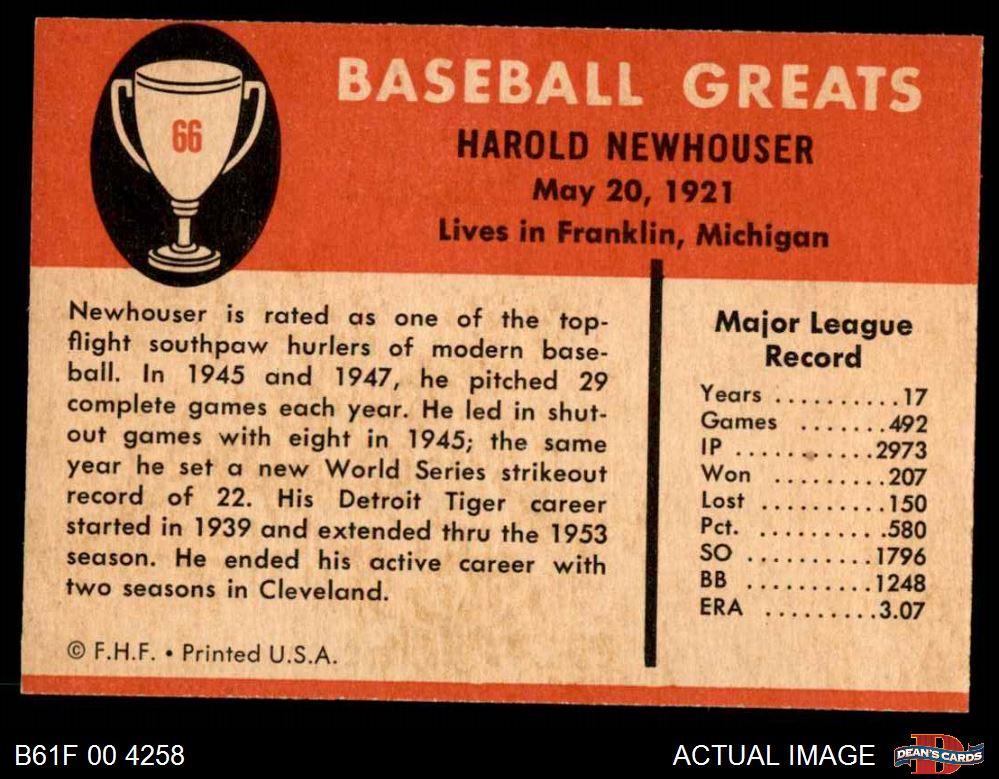 66
BASEBALL GREATS
HAROLD NEWHOUSER
May 20, 1921
Lives in Franklin, Michigan
Newhouser is rated as one of the top-
flight southpaw hurlers of modern base-
ball. In 1945 and 1947, he pitched 29
complete games each year. He led in shut-
out games with eight in 1945; the same
year he set a new World Series strikeout
record of 22. His Detroit Tiger career
started in 1939 and extended thru the 1953
season. He ended his active career with
two seasons in Cleveland.
© F.H.F. • Printed U.S.A.
Major League
Record
Years ..........17
Games .......492
IP ...........2973
Won .........207
Lost ..........150
Pct. ..........580
SO ...........1796
BB ...........1248
ERA .........3.07
B61F 00 4258
ACTUAL IMAGE
D
DEAN'S CARDS